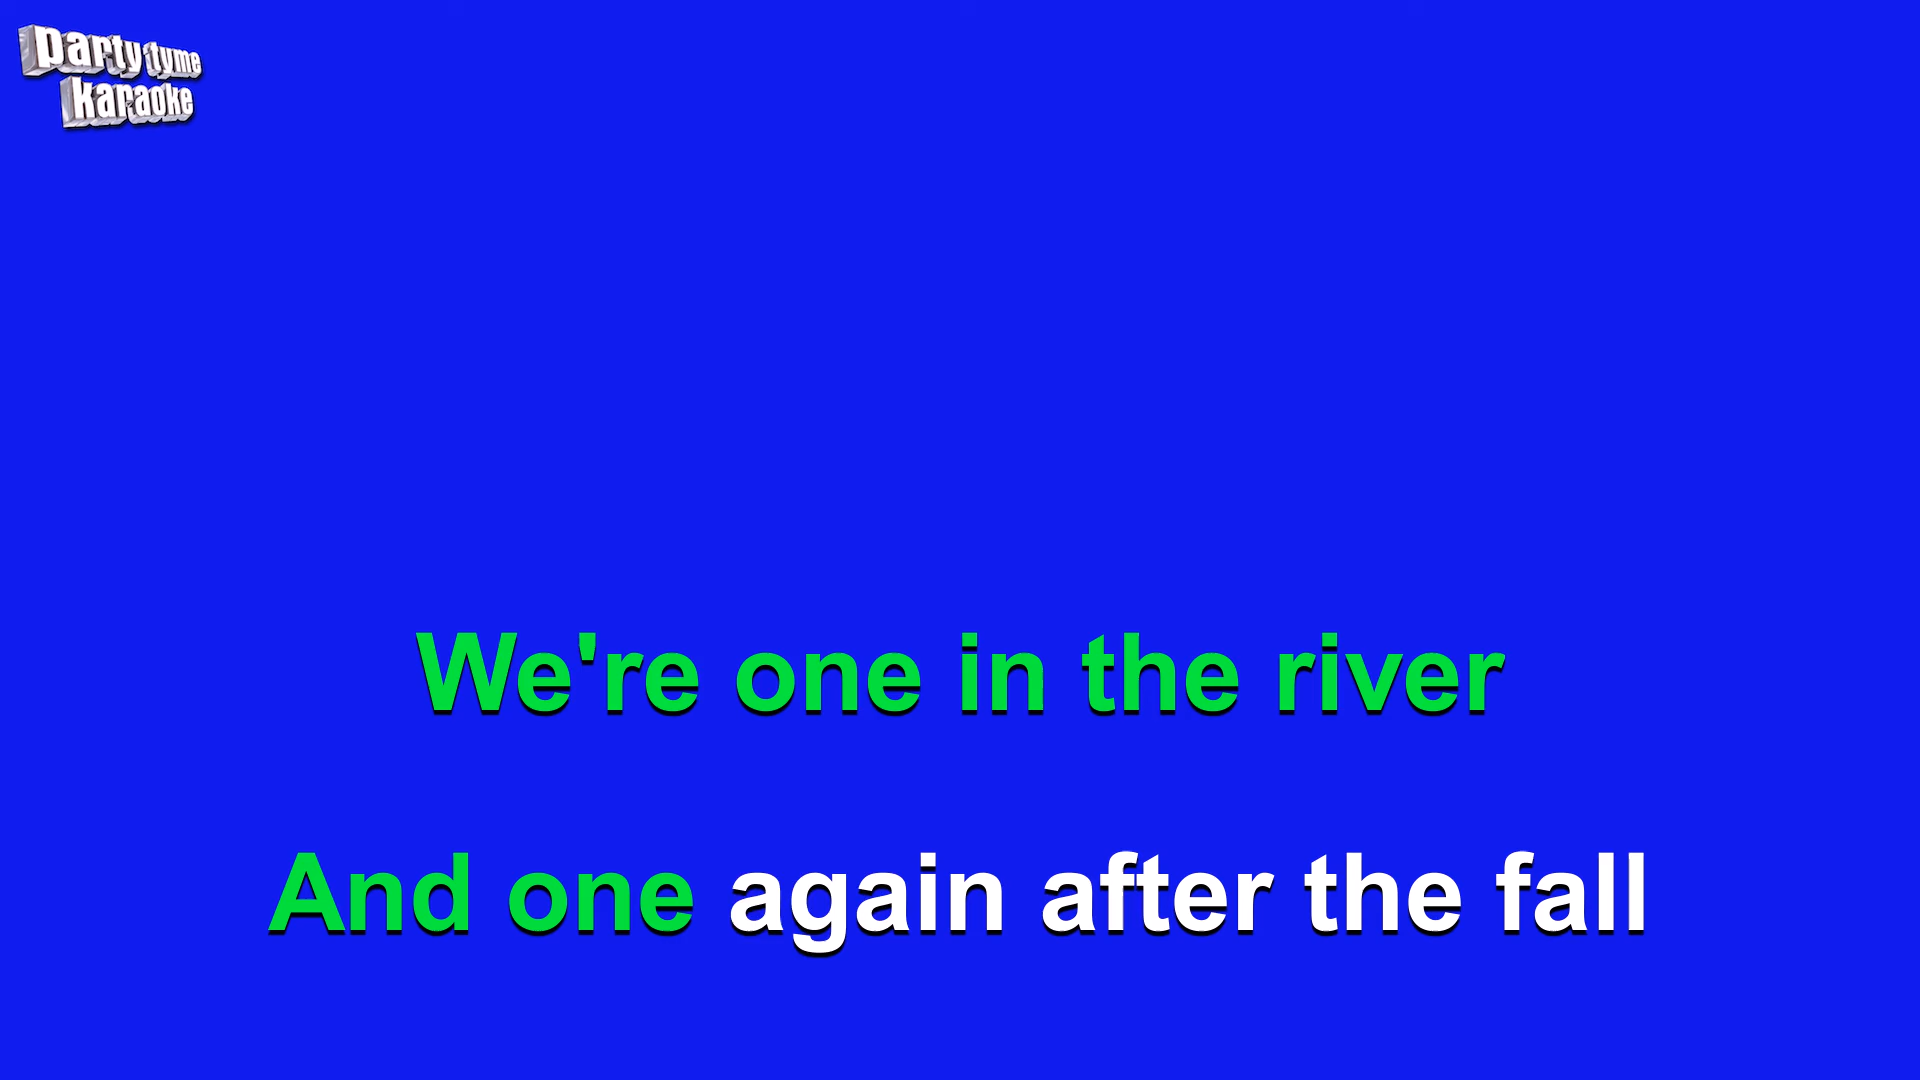 party tyme
karaoke
We're one in the river
And one again after the fall